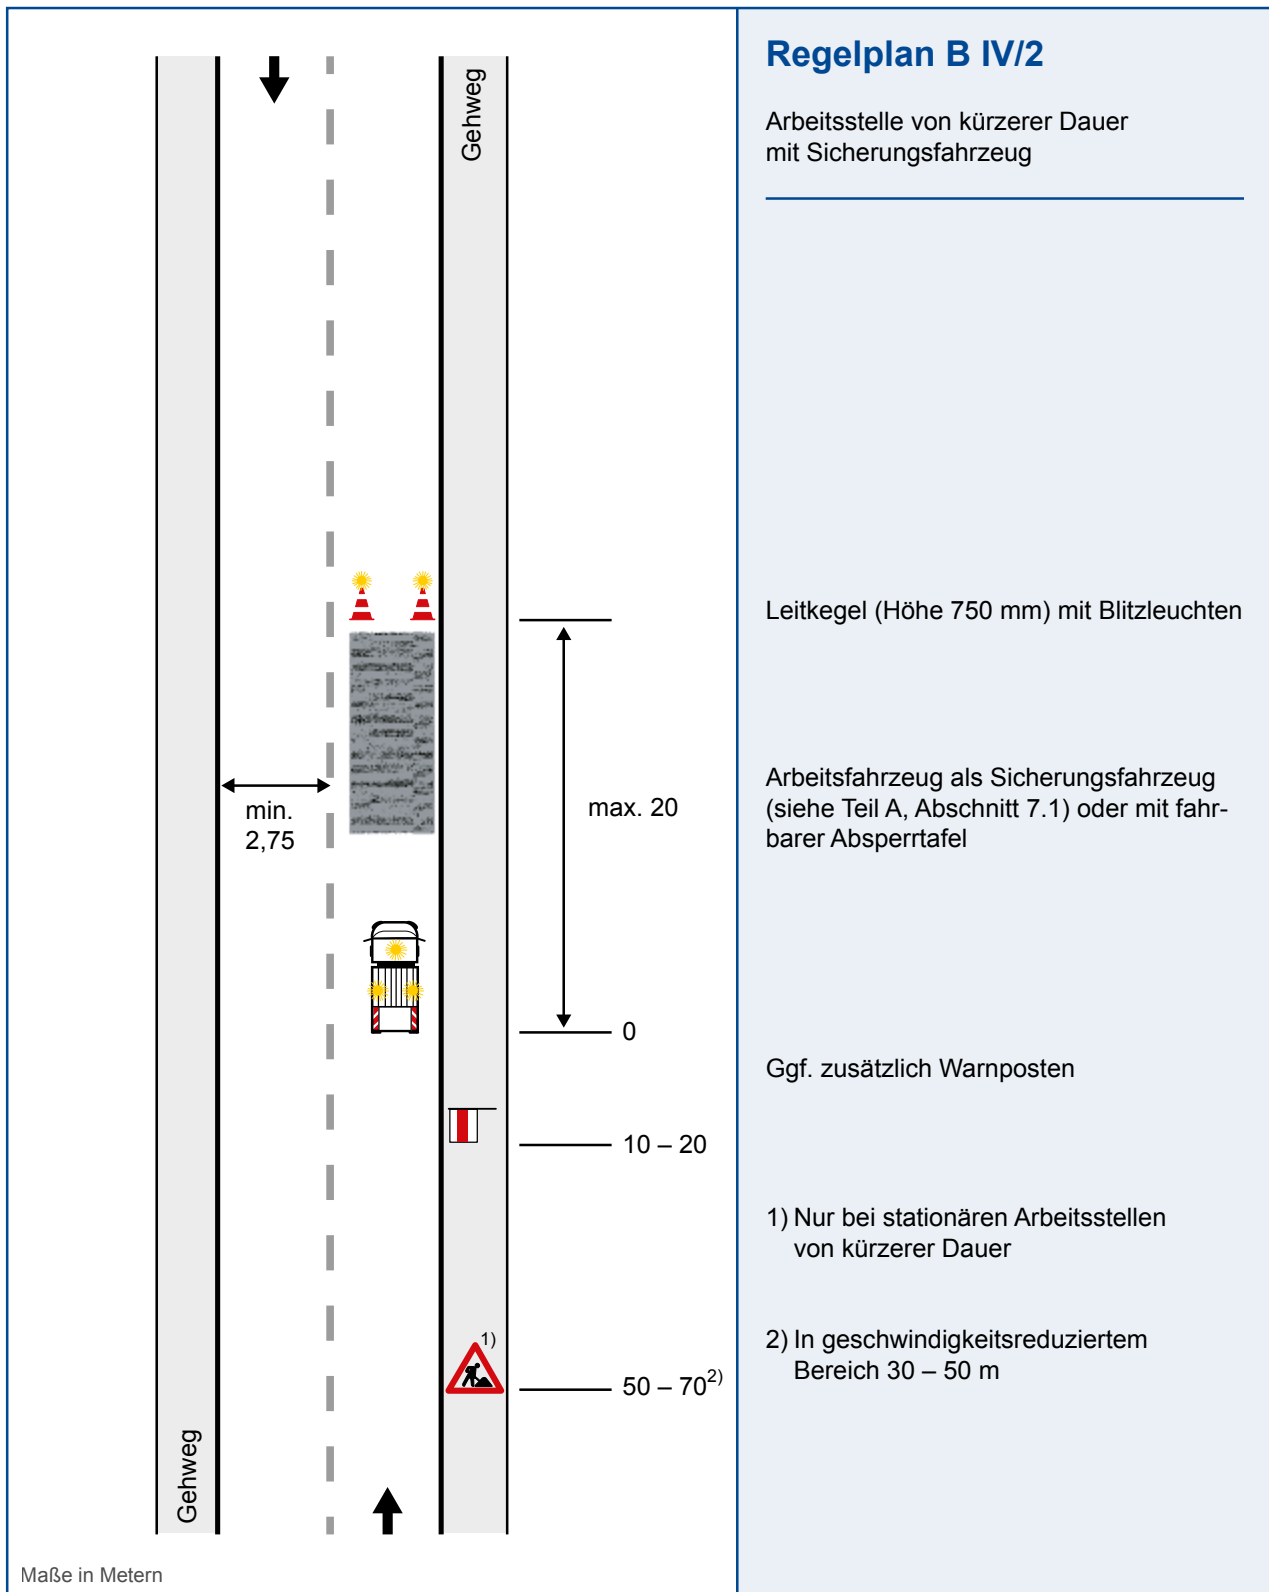 Regelplan B IV/2
Arbeitsstelle von kürzerer Dauer
mit Sicherungsfahrzeug
Gehweg
Leitkegel (Höhe 750 mm) mit Blitzleuchten
Arbeitsfahrzeug als Sicherungsfahrzeug
(siehe Teil A, Abschnitt 7.1) oder mit fahr-
barer Absperrtafel
min.
2,75
max. 20
0
Ggf. zusätzlich Warnposten
10 – 20
1) Nur bei stationären Arbeitsstellen
von kürzerer Dauer
1)
2) In geschwindigkeitsreduziertem
Bereich 30 – 50 m
50 – 702)
Gehweg
Maße in Metern